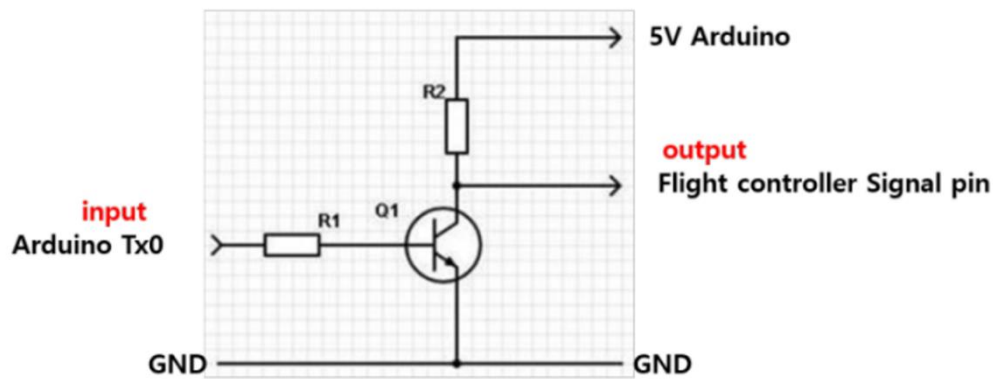 5V Arduino
R2
output
Flight controller Signal pin
input
Arduino Tx0
R1
Q1
GND
GND